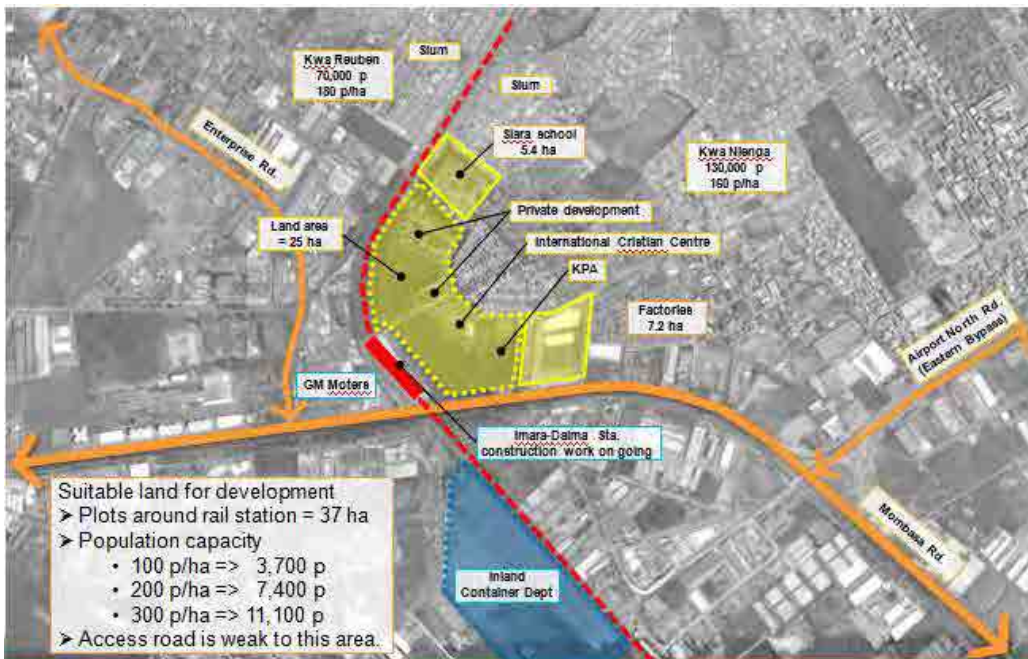 Slum
Kwa Reuben
70,000 p
180 p/ha
Slum
Enterprise Rd.
Slara school
5.4 ha
Kwa Nienga
130,000 p
160 p/ha
Private development
Land area
= 25 ha
International Cristian Centre
KPA
Factories
7.2 ha
Airport North Rd.
(Eastern Bypass)
GM Moters
Imara-Daima Sta.
construction work on going
Mombasa Rd.
Inland
Container Dept
Suitable land for development
➢ Plots around rail station = 37 ha
➢ Population capacity
• 100 p/ha => 3,700 p
• 200 p/ha => 7,400 p
• 300 p/ha => 11,100 p
➢ Access road is weak to this area.